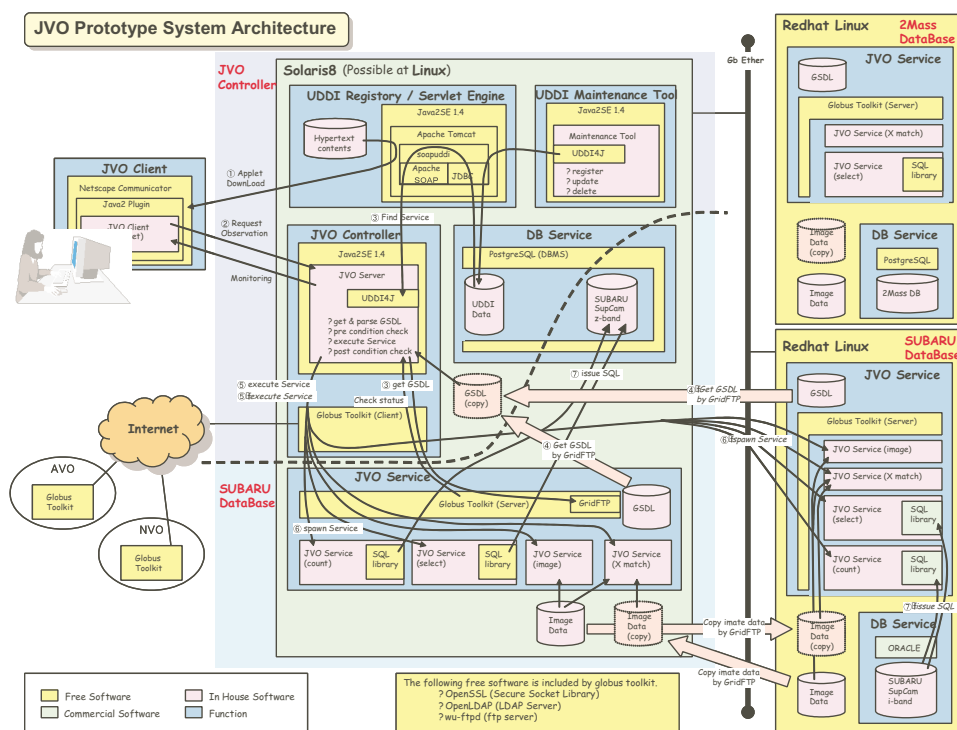 JVO Prototype System Architecture
JVO
Controller
Solaris8 (Possible at Linux)
UDDI Registory / Servlet Engine
Java2SE 1.4
Apache Tomcat
soapuddi
Apache
SOAP
JDBC
Hypertext
contents
UDDI Maintenance Tool
Java2SE 1.4
Maintenance Tool
UDDI4J
? register
? update
? delete
Gb Ether
JVO Client
Netscape Communicator
Java2 Plugin
JVO Client
① Applet
DownLoad
② Request
Observation
Monitoring
③ Find Service
JVO Controller
Java2SE 1.4
JVO Server
UDDI4J
? get & parse GSDL
? pre condition check
? execute Service
? post condition check
DB Service
PostgreSQL (DBMS)
UDDI
Data
SUBARU
SupCam
z-band
⑤ execute Service
③ get GSDL
Check status
⑦ issue SQL
GSDL
(copy)
Get GSDL
by GridFTP
④ Get GSDL
by GridFTP
Globus Toolkit (Client)
Internet
AVO
Globus
Toolkit
NVO
Globus
Toolkit
SUBARU
DataBase
JVO Service
Globus Toolkit (Server)
GridFTP
GSDL
⑥ spawn Service
JVO Service
(count)
SQL
library
JVO Service
(select)
SQL
library
JVO Service
(image)
JVO Service
(X match)
Image
Data
Image
Data
(copy)
Copy imate data
by GridFTP
Copy imate data
by GridFTP
Redhat Linux
2Mass
DataBase
JVO Service
GSDL
Globus Toolkit (Server)
JVO Service (X match)
JVO Service
(select)
SQL
library
Image
Data
(copy)
Image
Data
DB Service
PostgreSQL
2Mass DB
Redhat Linux
SUBARU
DataBase
JVO Service
GSDL
Globus Toolkit (Server)
JVO Service (image)
JVO Service (X match)
JVO Service
(select)
SQL
library
JVO Service
(count)
SQL
library
Image
Data
(copy)
Image
Data
DB Service
ORACLE
SUBARU
SupCam
i-band
Free Software
In House Software
Commercial Software
Function
The following free software is included by globus toolkit.
? OpenSSL (Secure Socket Library)
? OpenLDAP (LDAP Server)
? wu-ftpd (ftp server)